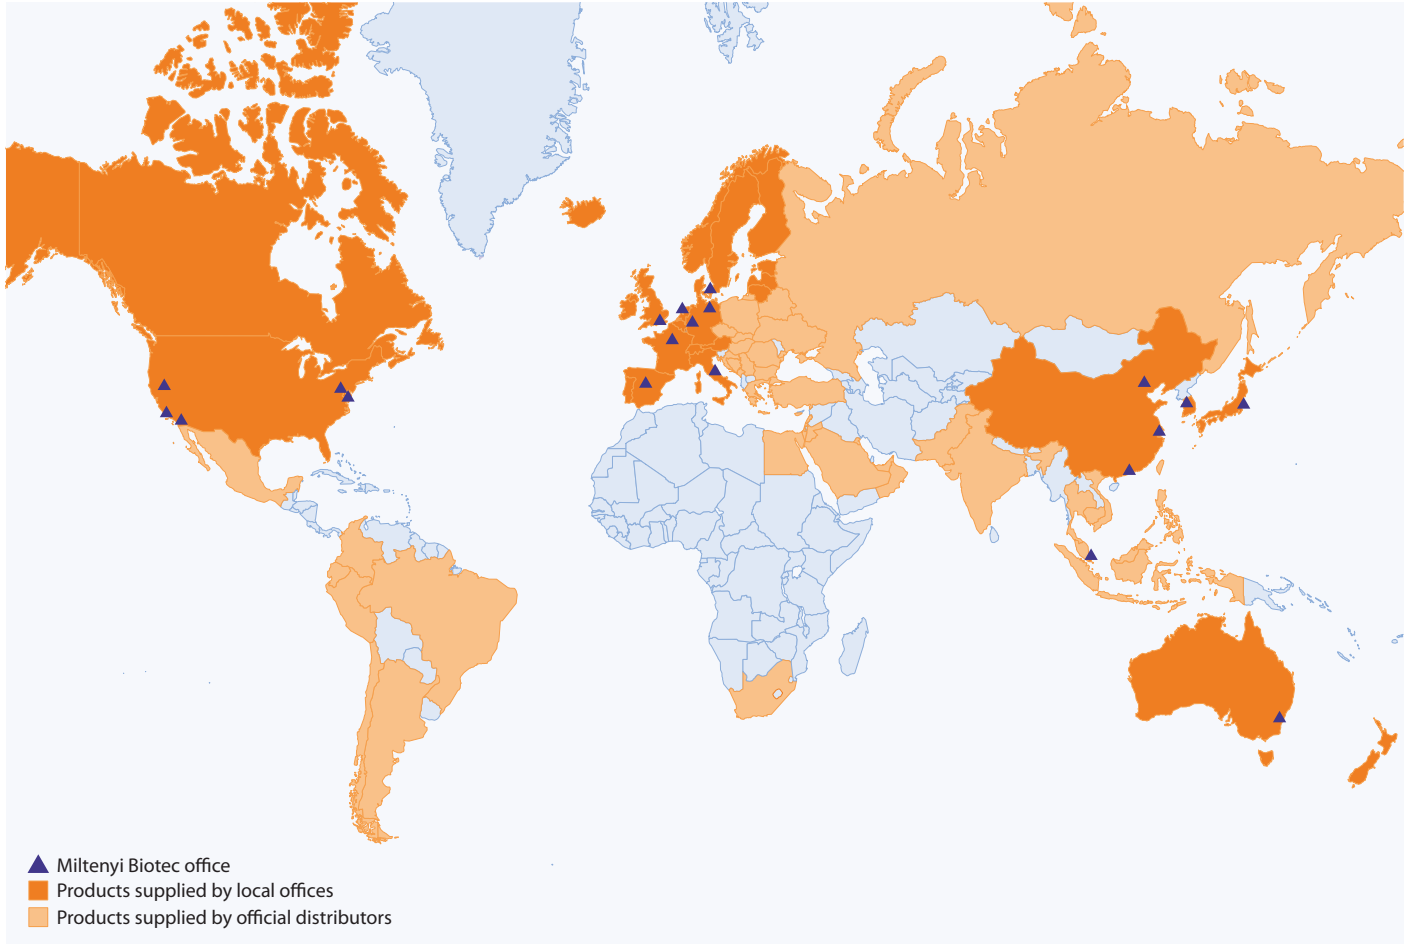 Miltenyi Biotec office
Products supplied by local offices
Products supplied by official distributors